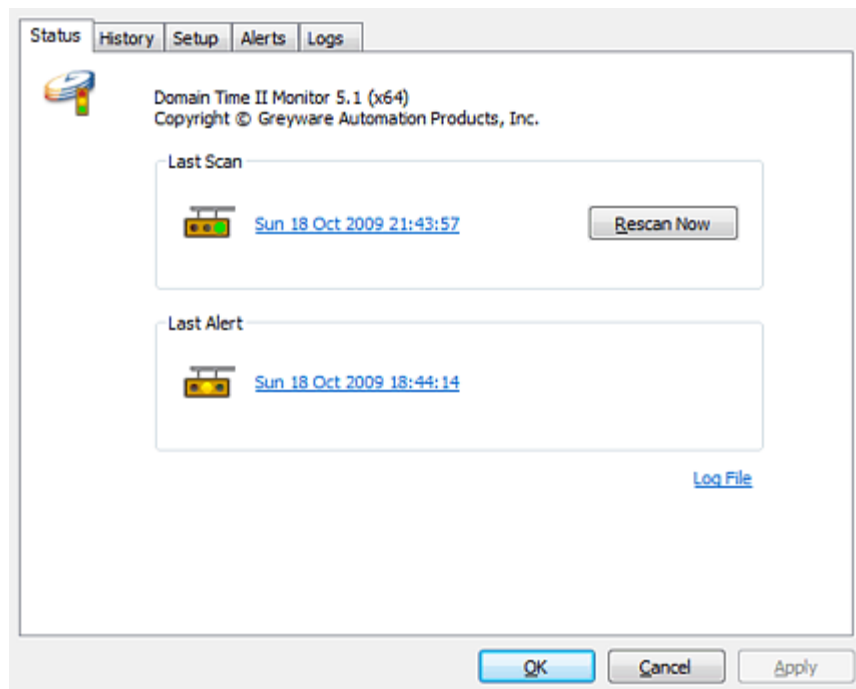 Status History Setup Alerts Logs
Domain Time II Monitor 5.1 (x64)
Copyright © Greyware Automation Products, Inc.
Last Scan
Sun 18 Oct 2009 21:43:57 Rescan Now
Last Alert
Sun 18 Oct 2009 18:44:14
Log File
OK Cancel Apply